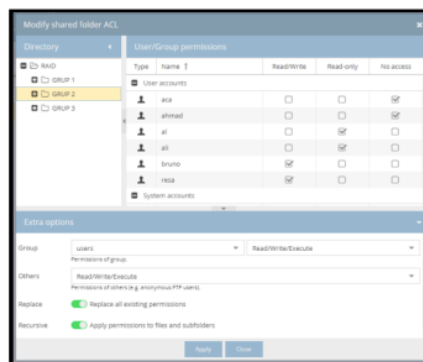 Modify shared folder ACL
Directory
User/Group permissions
Type Name Read/Write Read-only No access
RAID
GRUP 1
GRUP 2
GRUP 3
User accounts
aca
ahmad
al
ali
bruno
resa
System accounts
Extra options
Group users Read/Write/Execute
Permissions of group.
Others Read/Write/Execute
Permissions of others (e.g. anonymous FTP users).
Replace Replace all existing permissions
Recursive Apply permissions to files and subfolders
Apply Close